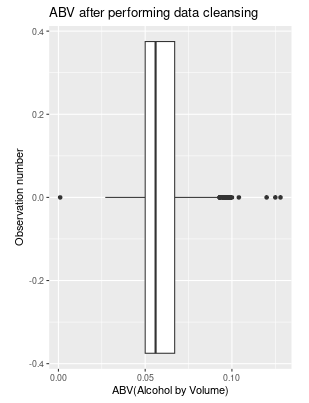 ABV after performing data cleansing
0.4
0.2
0.0
-0.2
-0.4
Observation number
0.00 0.05 0.10
ABV(Alcohol by Volume)